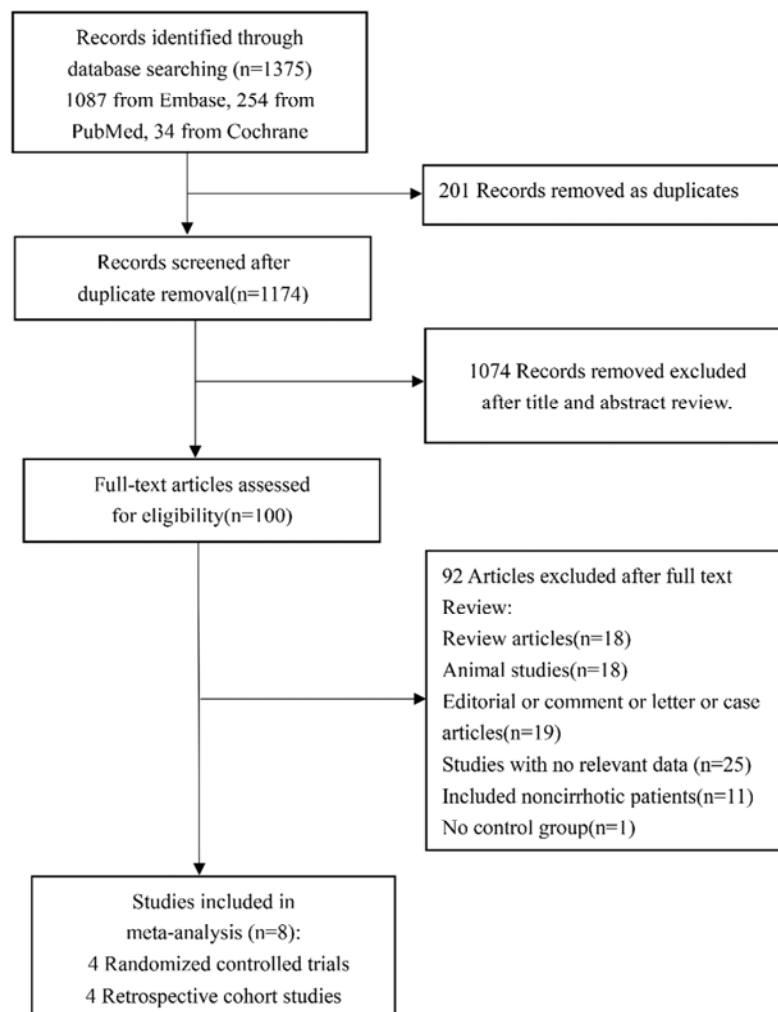 Records identified through
database searching (n=1375)
1087 from Embase, 254 from
PubMed, 34 from Cochrane
201 Records removed as duplicates
Records screened after
duplicate removal(n=1174)
1074 Records removed excluded
after title and abstract review.
Full-text articles assessed
for eligibility(n=100)
92 Articles excluded after full text
Review:
Review articles(n=18)
Animal studies(n=18)
Editorial or comment or letter or case
articles(n=19)
Studies with no relevant data (n=25)
Included noncirrhotic patients(n=11)
No control group(n=1)
Studies included in
meta-analysis (n=8):
4 Randomized controlled trials
4 Retrospective cohort studies